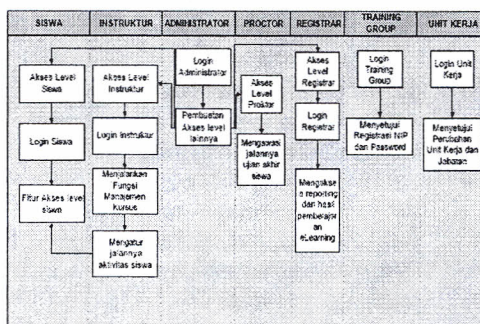 SISWA
INSTRUKTUR
ADMINISTRATOR
PROCTOR
REGISTRAR
TRAINING
GROUP
UNIT KERJA
Akses Level
Siswa
Login Siswa
Fitur Akses level
siswa
Akses Level
Instruktur
Login Instruktur
Menjalankan
Fungsi
Manajemen
Kursus
Mengatur
jalannya
aktivitas siswa
Login
Administrator
Pembuatan
Akses level
lainnya
Akses
Level
Proktor
Mengawasi
jalannya
ujian akhir
siswa
Akses
Level
Registrar
Login
Registrar
Mengakse
s reporting
dan hasil
pembelajar
an
eLearning
Login
Training
Group
Menyetujui
Registrasi NIP
dan Password
Login Unit
Kerja
Menyetujui
Perubahan
Unit Kerja dan
Jabatan